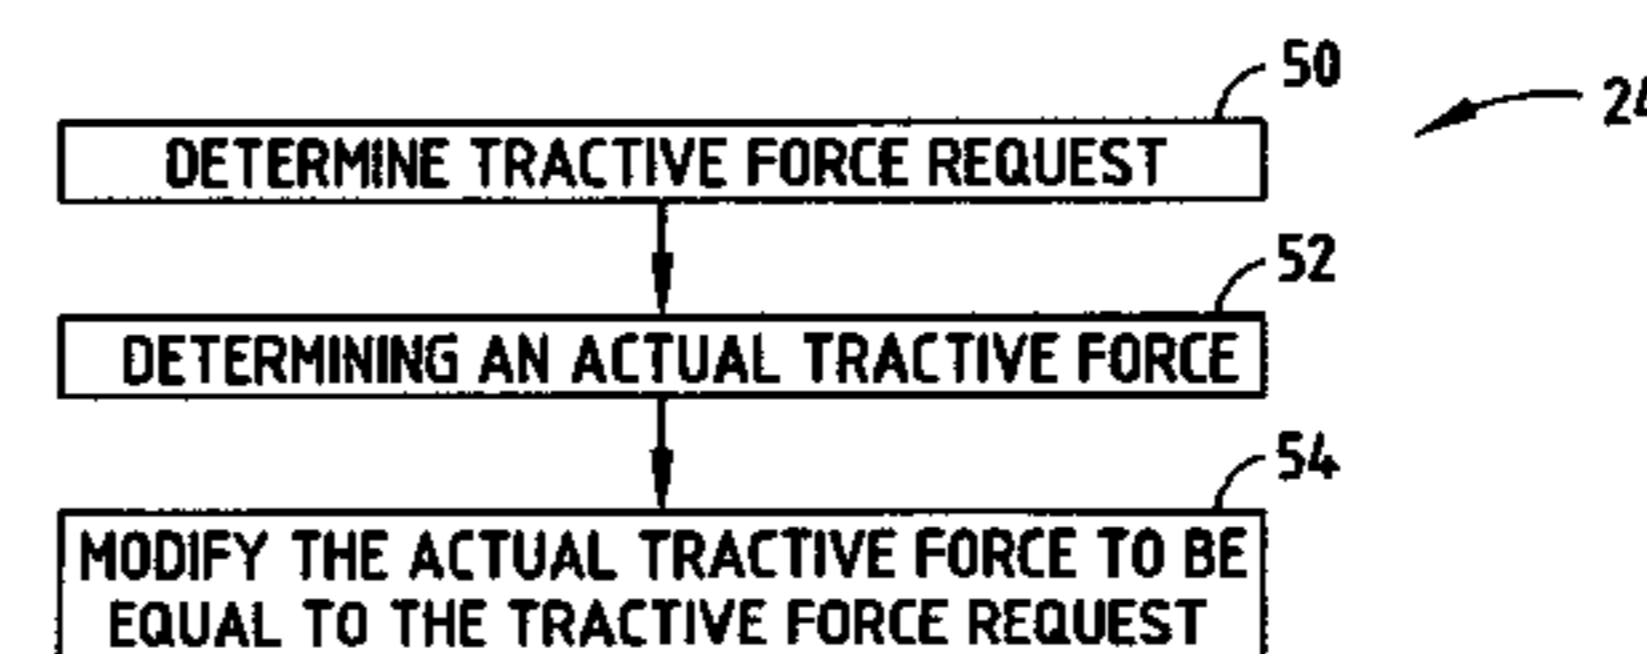 50
DETERMINE TRACTIVE FORCE REQUEST
52
DETERMINING AN ACTUAL TRACTIVE FORCE
54
MODIFY THE ACTUAL TRACTIVE FORCE TO BE
EQUAL TO THE TRACTIVE FORCE REQUEST